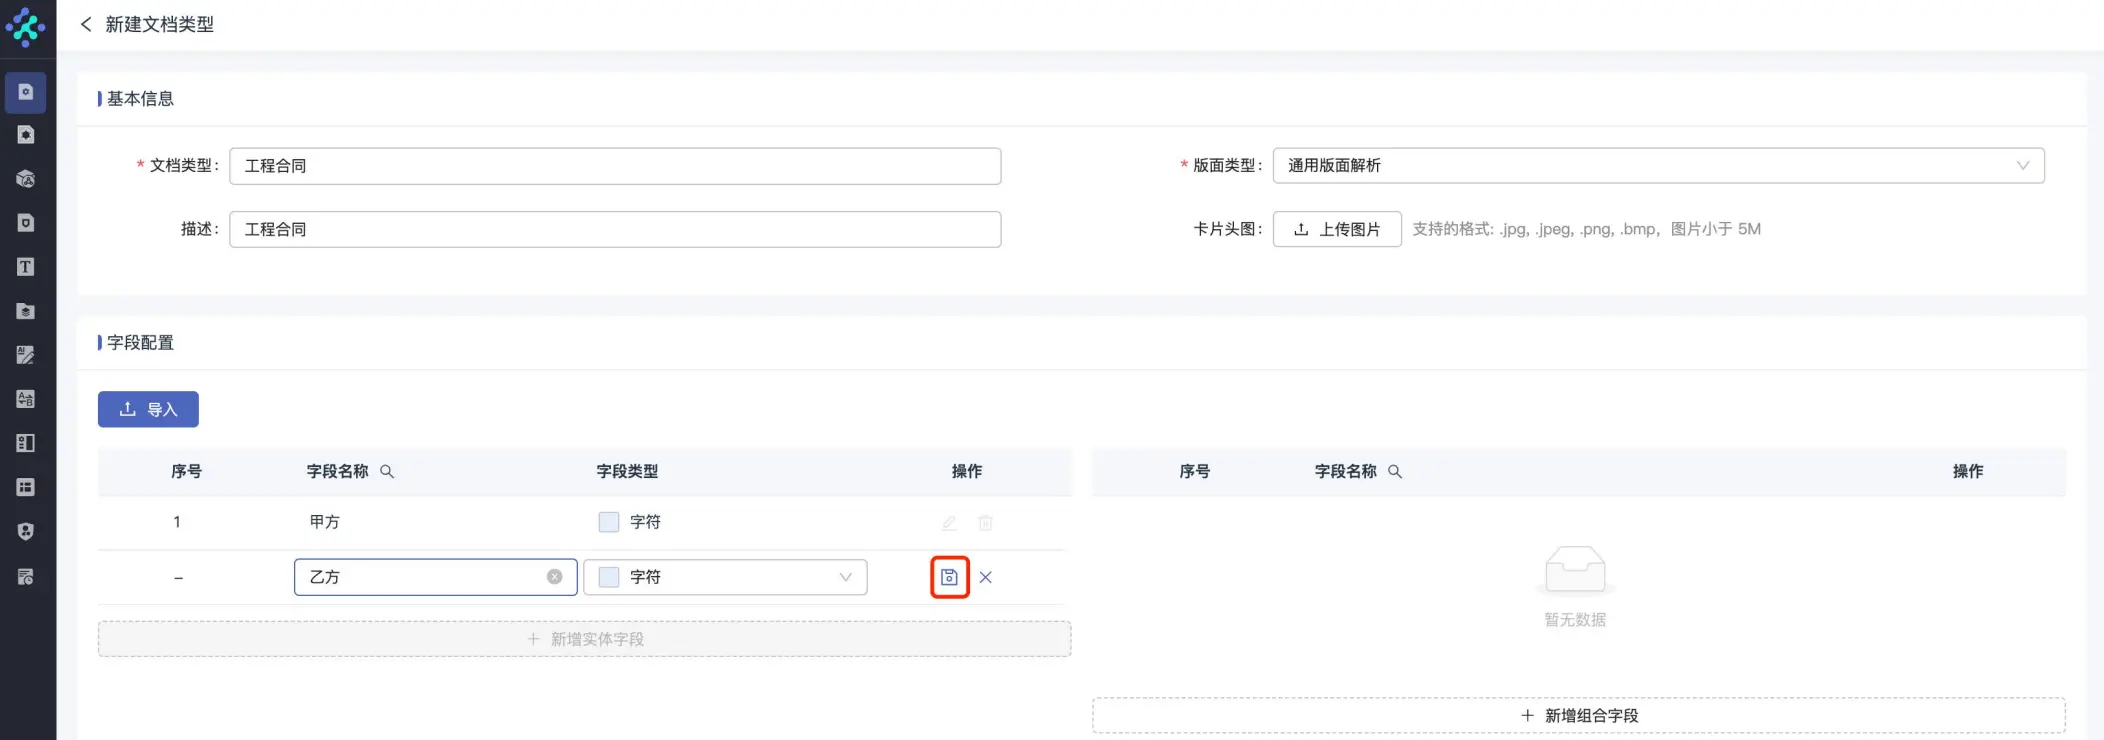 新建文档类型
基本信息
* 文档类型: 工程合同
* 版面类型: 通用版面解析
描述: 工程合同
卡片头图: 上传图片 支持的格式: .jpg, .jpeg, .png, .bmp, 图片小于 5M
字段配置
导入
序号 字段名称 字段类型 操作
1 甲方 字符
– 乙方 字符
+ 新增实体字段
序号 字段名称 操作
暂无数据
+ 新增组合字段